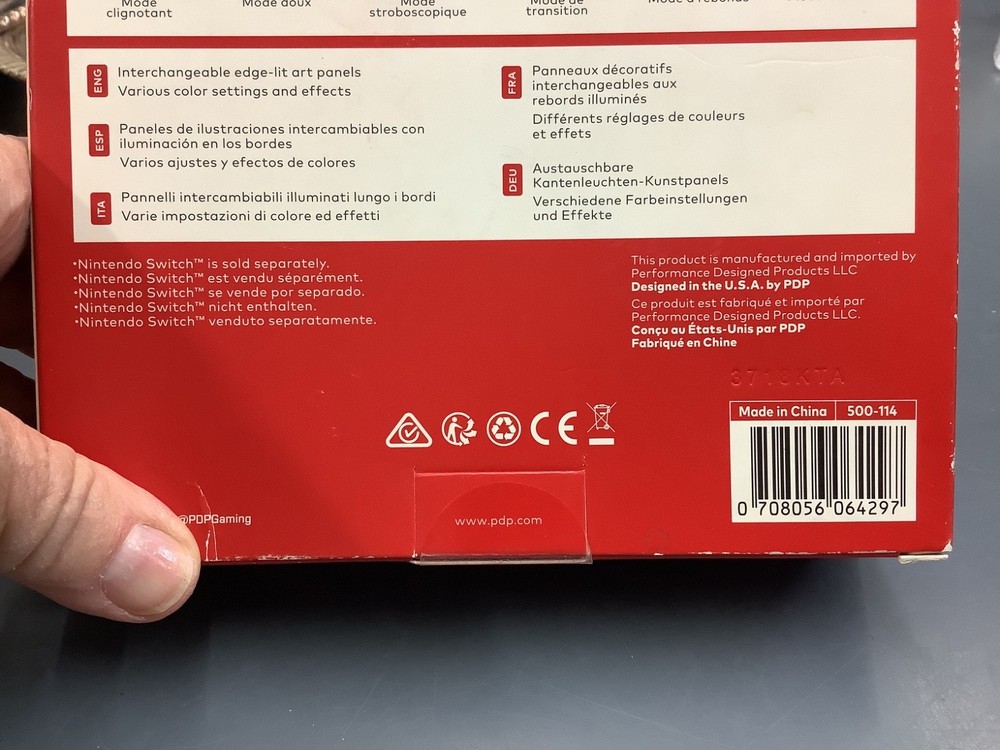 Mode
clignotant
Mode doux
Mode
stroboscopique
Mode de
transition
ENG
Interchangeable edge-lit art panels
Various color settings and effects
ESP
Paneles de ilustraciones intercambiables con
iluminación en los bordes
Varios ajustes y efectos de colores
ITA
Pannelli intercambiabili illuminati lungo i bordi
Varie impostazioni di colore ed effetti
FRA
Panneaux décoratifs
interchangeables aux
rebords illuminés
Différents réglages de couleurs
et effets
DEU
Austauschbare
Kantenleuchten-Kunstpanels
Verschiedene Farbeinstellungen
und Effekte
•Nintendo Switch™ is sold separately.
•Nintendo Switch™ est vendu séparément.
•Nintendo Switch™ se vende por separado.
•Nintendo Switch™ nicht enthalten.
•Nintendo Switch™ venduto separatamente.
This product is manufactured and imported by
Performance Designed Products LLC
Designed in the U.S.A. by PDP
Ce produit est fabriqué et importé par
Performance Designed Products LLC.
Conçu au États-Unis par PDP
Fabriqué en Chine
3718KTA
Made in China 500-114
0 708056 064297
CE
@PDPGaming
www.pdp.com